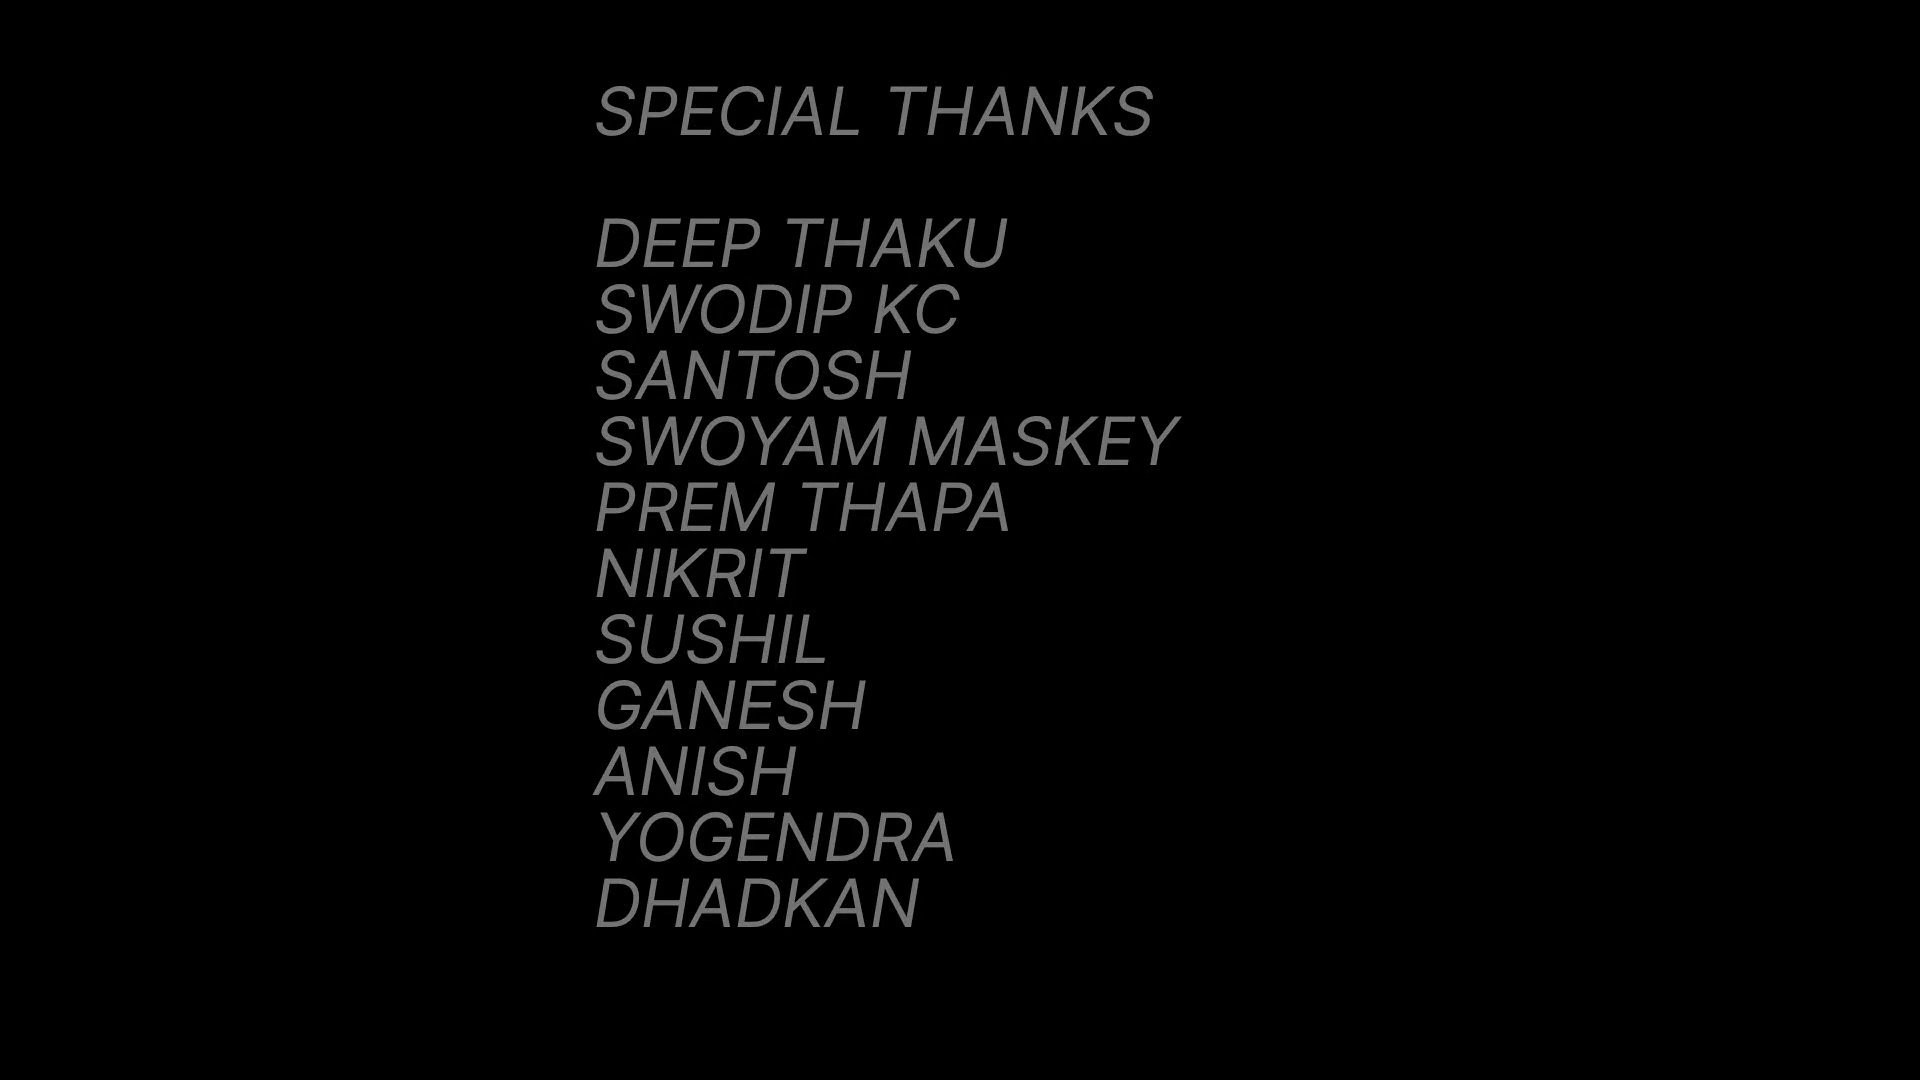 SPECIAL THANKS
DEEP THAKU
SWODIP KC
SANTOSH
SWOYAM MASKEY
PREM THAPA
NIKRIT
SUSHIL
GANESH
ANISH
YOGENDRA
DHADKAN